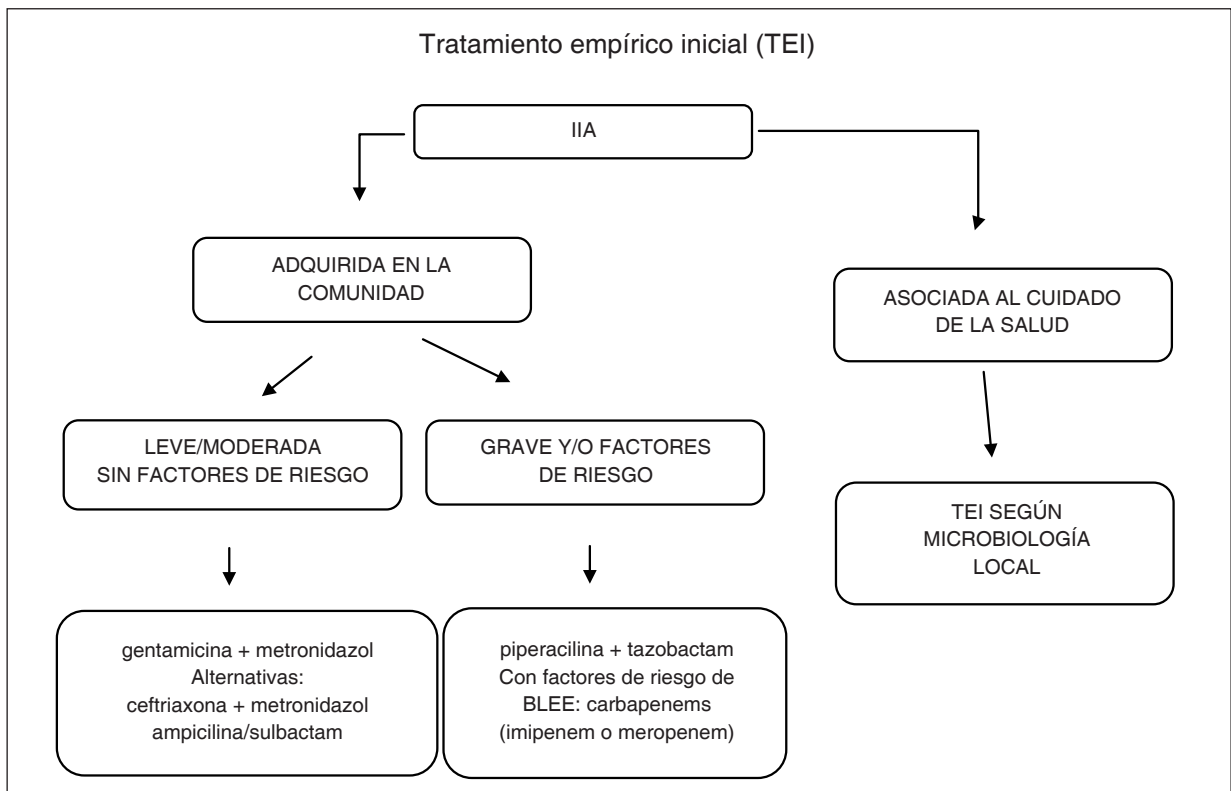 Tratamiento empírico inicial (TEI)
IIA
ADQUIRIDA EN LA
COMUNIDAD
ASOCIADA AL CUIDADO
DE LA SALUD
LEVE/MODERADA
SIN FACTORES DE RIESGO
GRAVE Y/O FACTORES
DE RIESGO
TEI SEGÚN
MICROBIOLOGÍA
LOCAL
gentamicina + metronidazol
Alternativas:
ceftriaxona + metronidazol
ampicilina/sulbactam
piperacilina + tazobactam
Con factores de riesgo de
BLEE: carbapenems
(imipenem o meropenem)